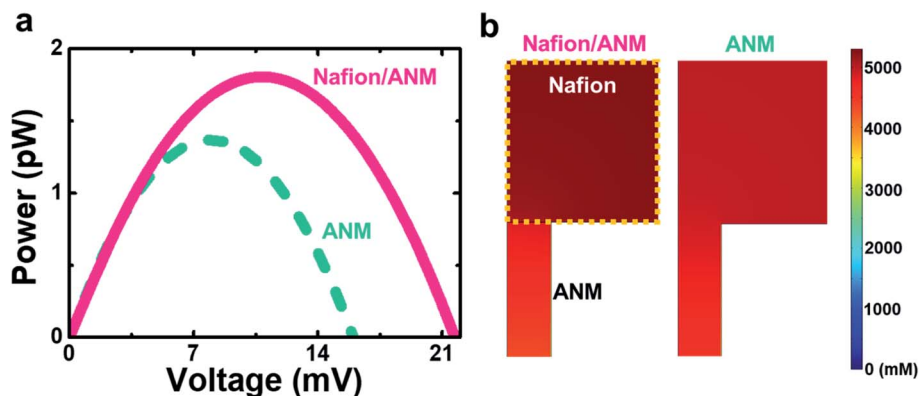 a
2
1
0
Power (pW)
Nafion/ANM
ANM
0 7 14 21
Voltage (mV)
b
Nafion/ANM
ANM
Nafion
ANM
5000
4000
3000
2000
1000
0 (mM)